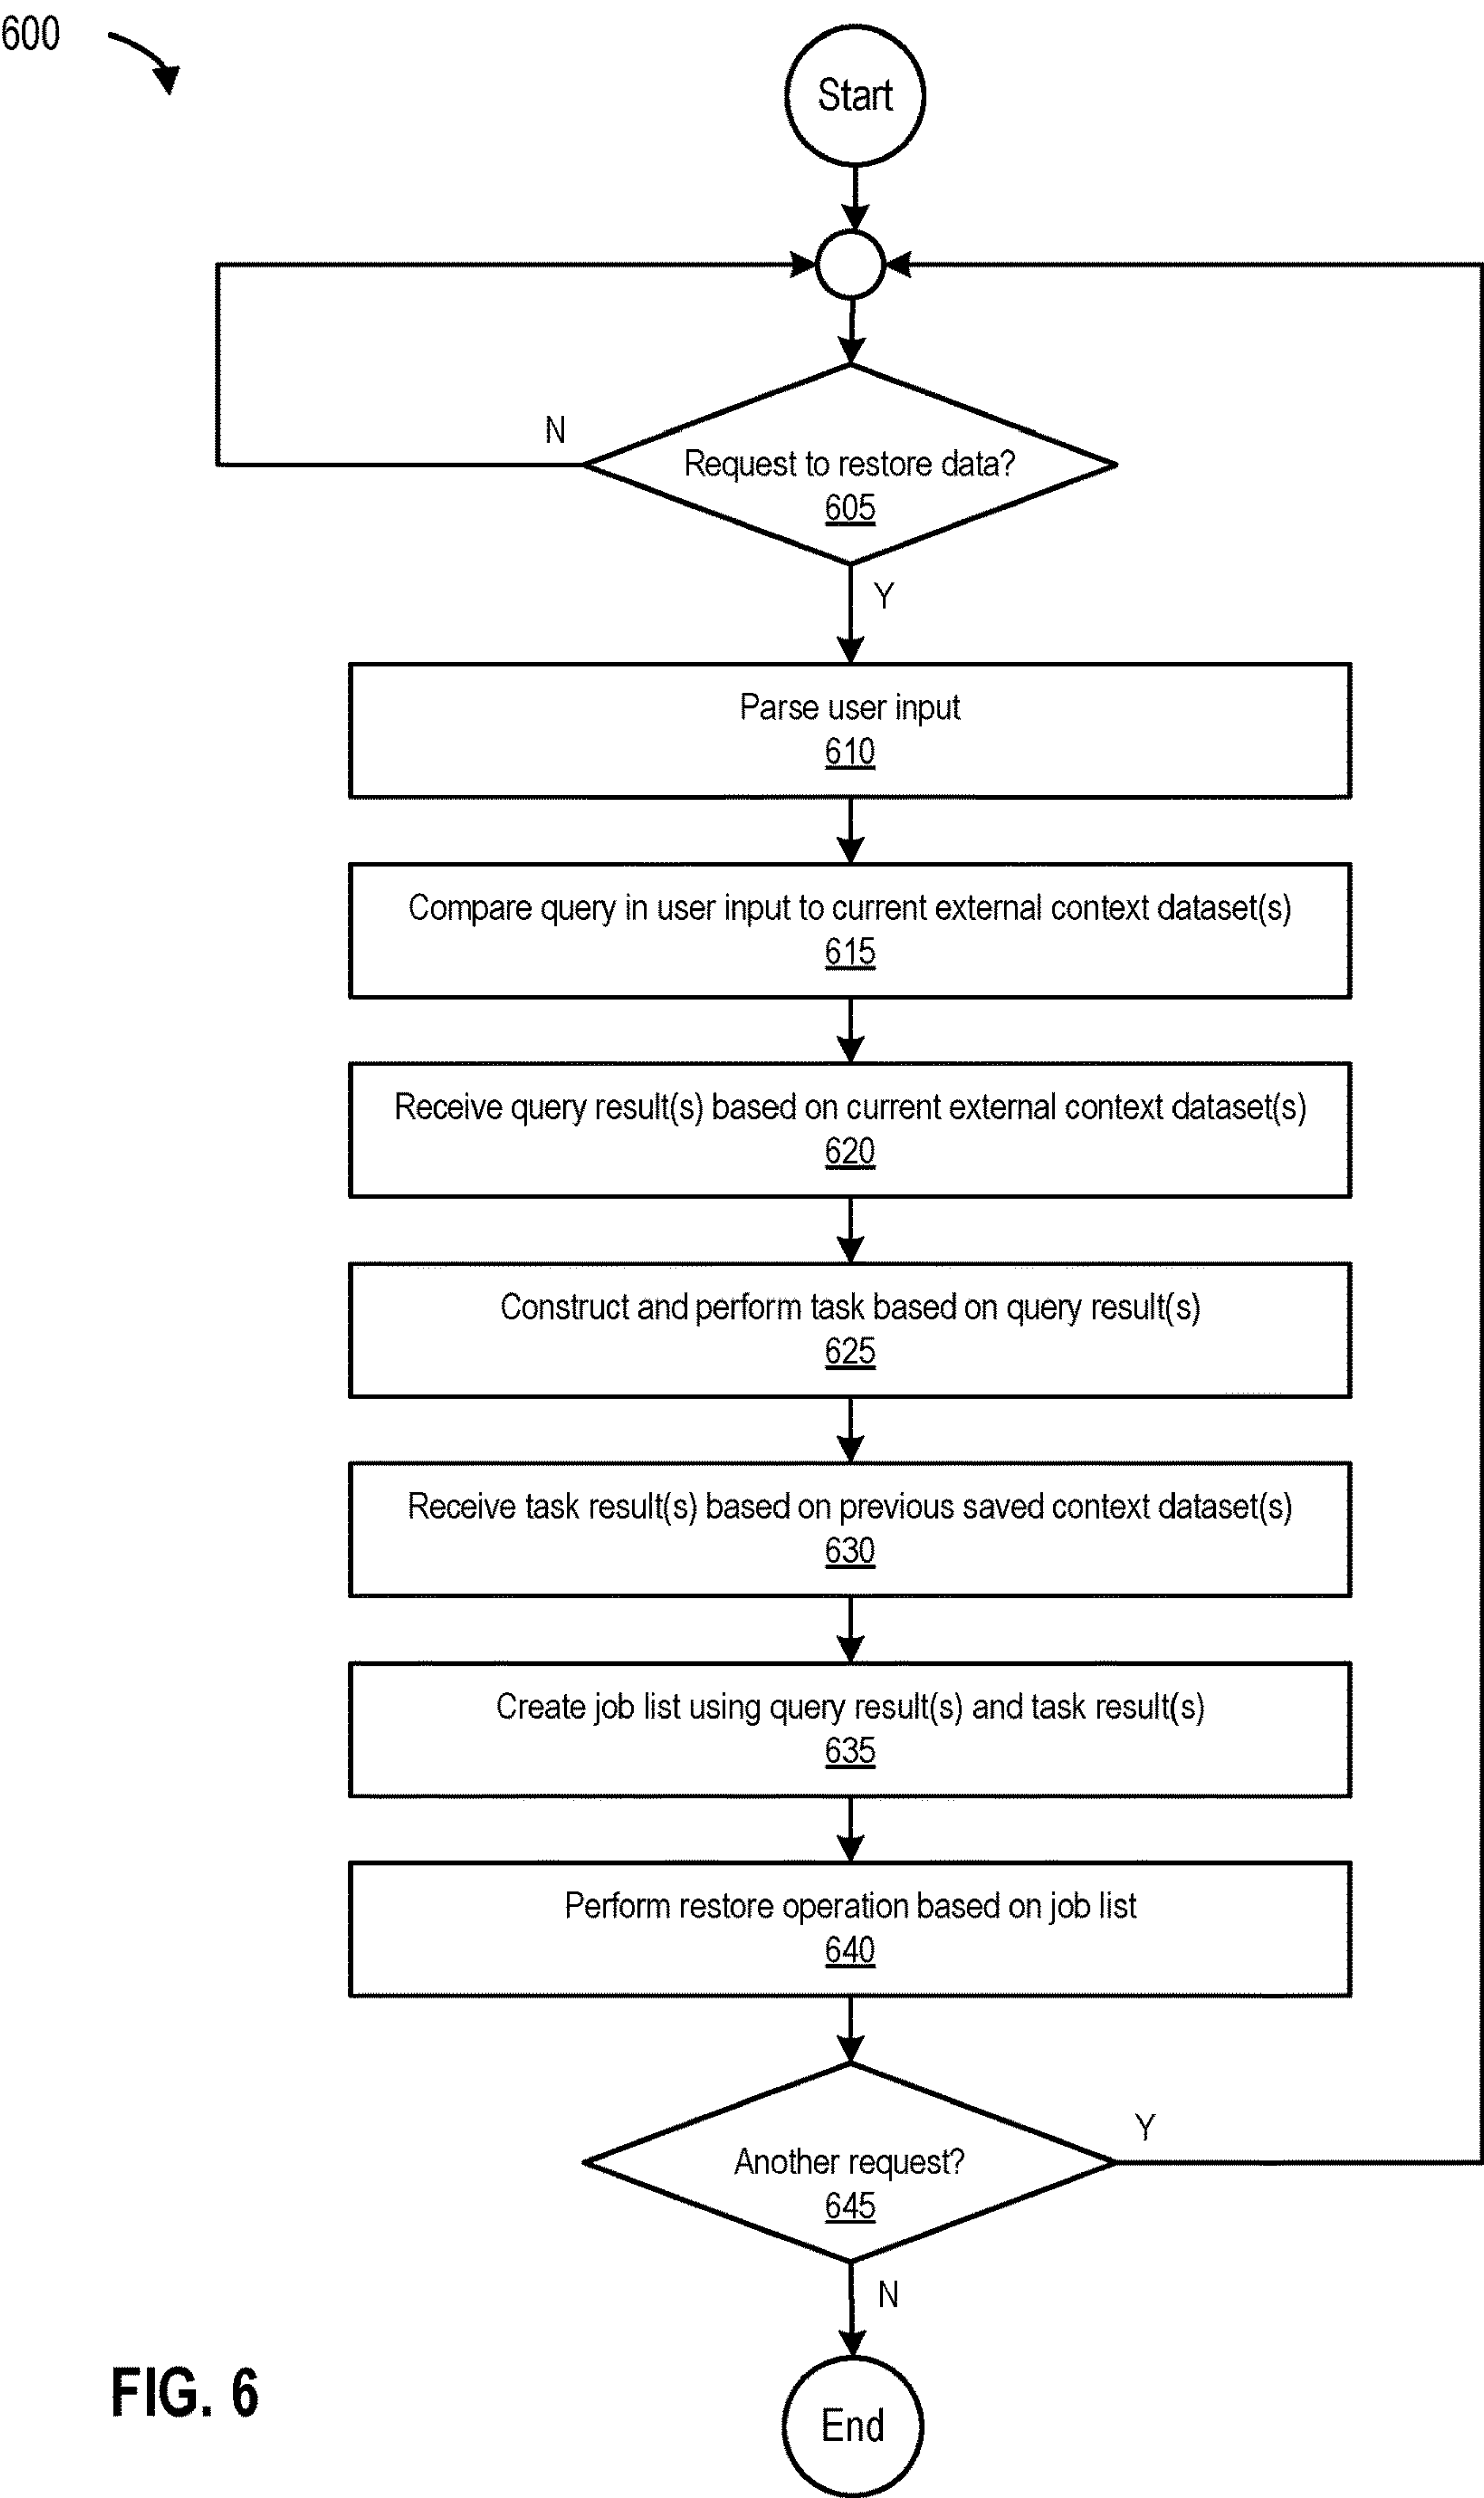 600
Start
N
Request to restore data?
605
Y
Parse user input
610
Compare query in user input to current external context dataset(s)
615
Receive query result(s) based on current external context dataset(s)
620
Construct and perform task based on query result(s)
625
Receive task result(s) based on previous saved context dataset(s)
630
Create job list using query result(s) and task result(s)
635
Perform restore operation based on job list
640
Y
Another request?
645
N
FIG. 6
End